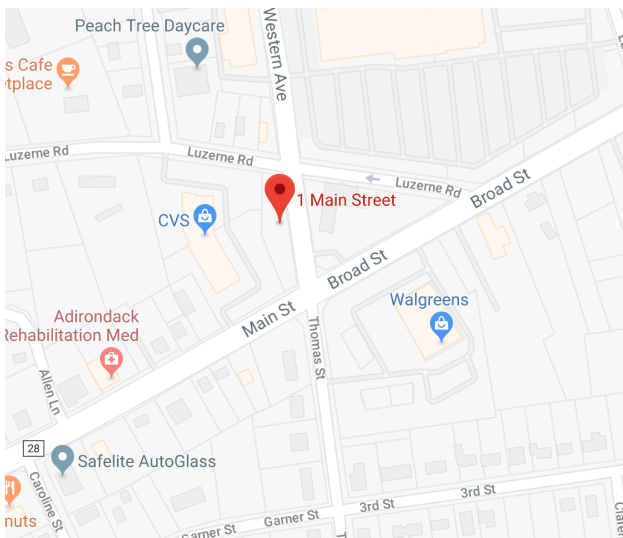 Peach Tree Daycare
Western Ave
s Cafe
etplace
Luzerne Rd
Luzerne Rd
Luzerne Rd
Broad St
1 Main Street
CVS
Broad St
Main St
Walgreens
Adirondack
Rehabilitation Med
Thomas St
Allen Ln
28
Safelite AutoGlass
Caroline St
nuts
3rd St
3rd St
Garner St
Garner St